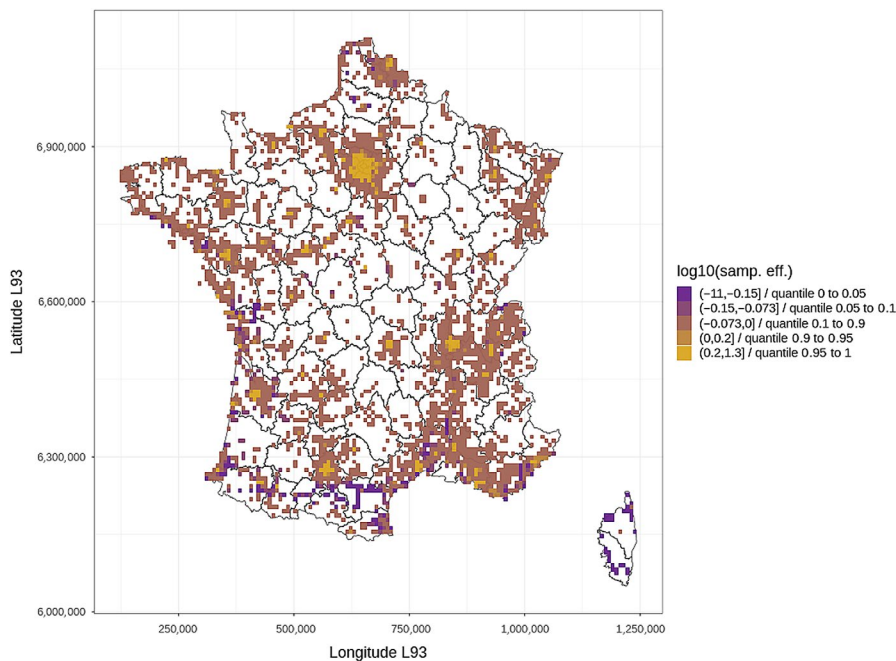 6,900,000
6,600,000
6,300,000
6,000,000
Latitude L93
250,000
500,000
750,000
1,000,000
1,250,000
Longitude L93
log10(samp. eff.)
(−11,−0.15] / quantile 0 to 0.05
(-0.15,−0.073] / quantile 0.05 to 0.1
(-0.073,0] / quantile 0.1 to 0.9
(0,0.2] / quantile 0.9 to 0.95
(0.2,1.3] / quantile 0.95 to 1